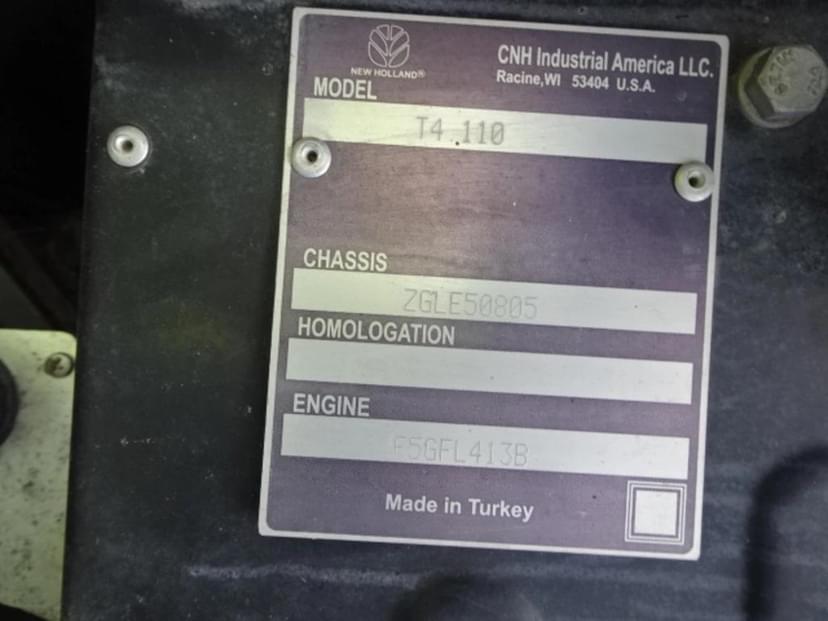 NEW HOLLAND®
CNH Industrial America LLC.
Racine,WI 53404 U.S.A.
MODEL
T4.110
CHASSIS
ZGLE50805
HOMOLOGATION
ENGINE
F5GFL413B
Made in Turkey